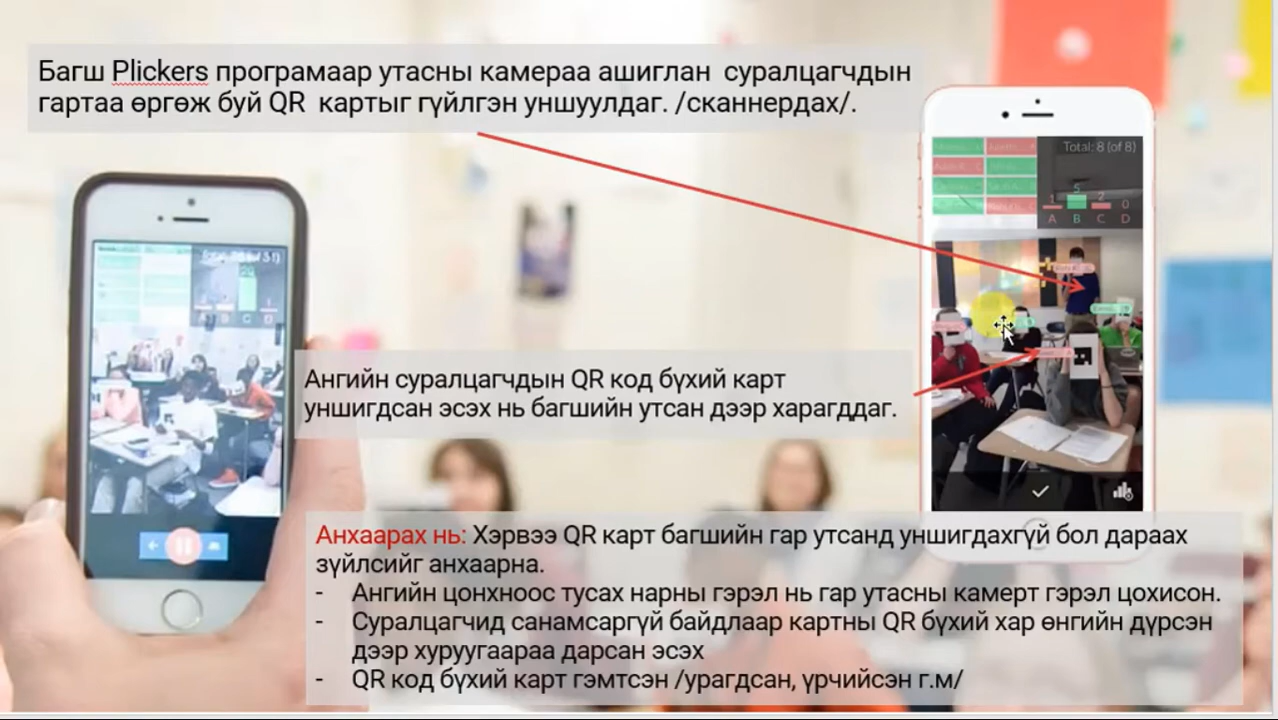 Багш Plickers програмаар утасны камераа ашиглан суралцагчдын
гартаа өргөж буй QR картыг гүйлгэн уншуулдаг. /сканнердах/.
Total: 8 (of 8)
1 5 2 0
A B C D
Ангийн суралцагчдын QR код бүхий карт
уншигдсан эсэх нь багшийн утсан дээр харагддаг.
Анхаарах нь: Хэрвээ QR карт багшийн гар утсанд уншигдахгүй бол дараах
зүйлсийг анхаарна.
- Ангийн цонхноос тусах нарны гэрэл нь гар утасны камерт гэрэл цохисон.
- Суралцагчид санамсаргүй байдлаар картны QR бүхий хар өнгийн дүрсэн
дээр хуруугаараа дарсан эсэх
- QR код бүхий карт гэмтсэн /урагдсан, үрчийсэн г.м/